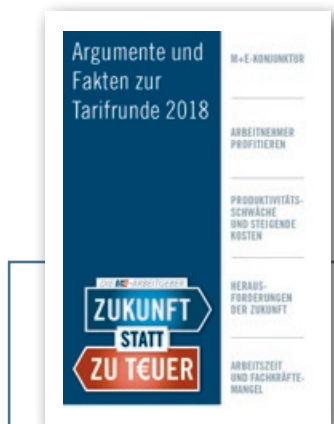 Argumente und
Fakten zur
Tarifrunde 2018
M+E-KONJUNKTUR
ARBEITNEHMER
PROFITIEREN
PRODUKTIVITÄTS-
SCHWÄCHE
UND STEIGENDE
KOSTEN
HERAUS-
FORDERUNGEN
DER ZUKUNFT
ARBEITSZEIT
UND FACHKRÄFTE-
MANGEL
DIE M+E-ARBEITGEBER
ZUKUNFT
STATT
ZU T€UER